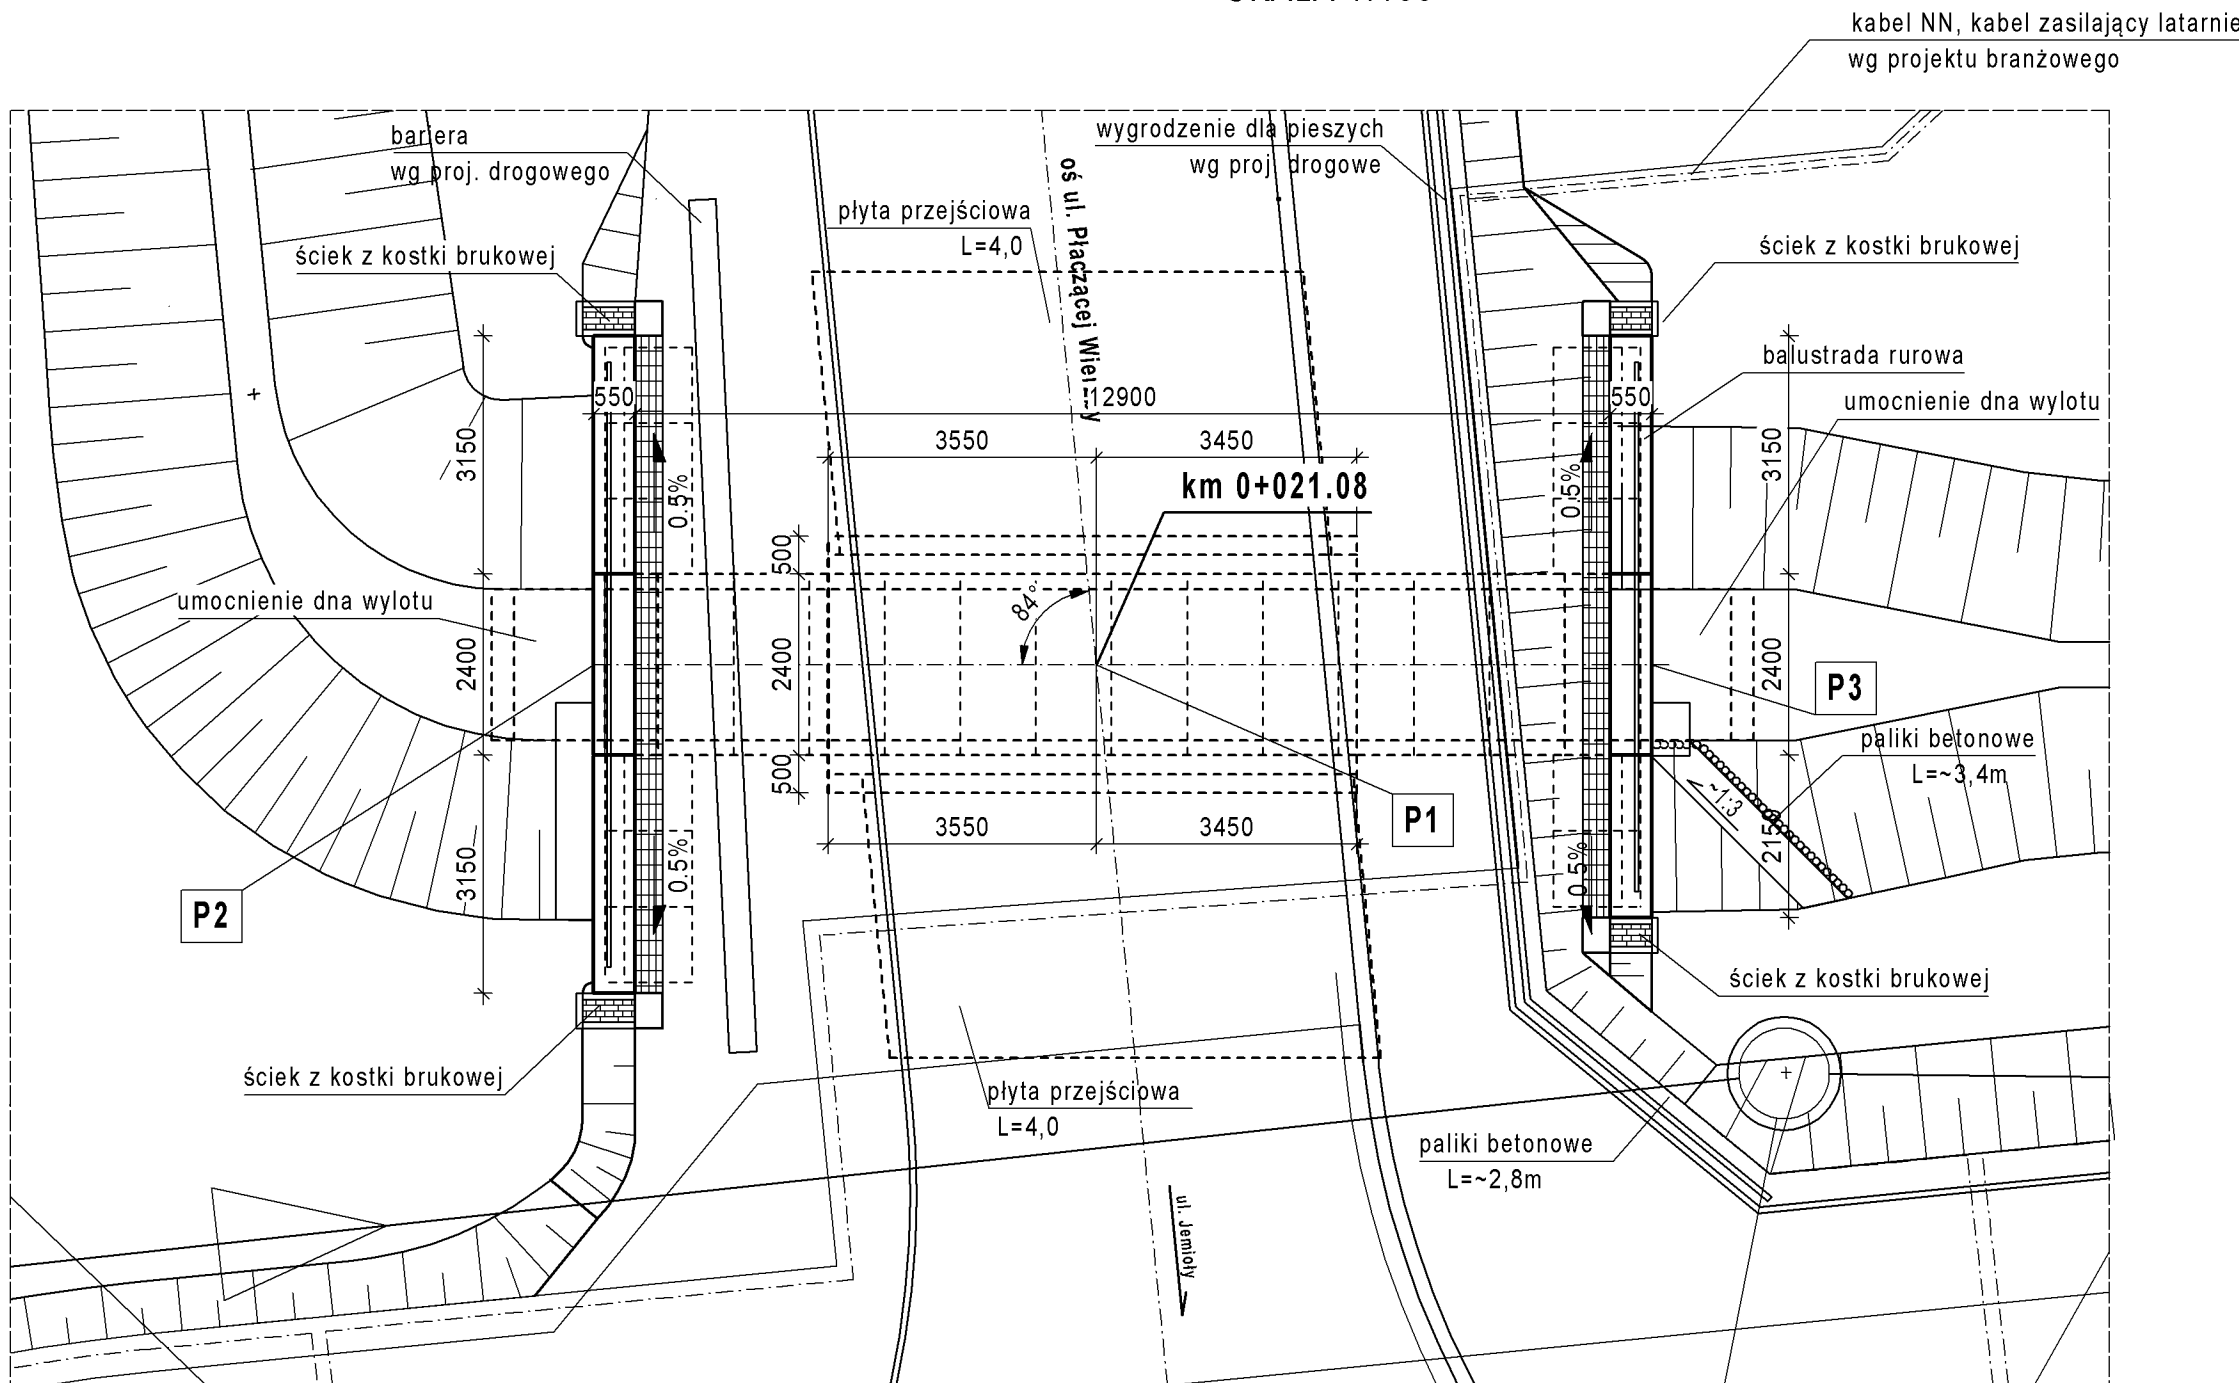 kabel NN, kabel zasilający latarnie
wg projektu branżowego
bariera
wg proj. drogowego
wygrodzenie dla pieszych
wg proj. drogowe
oś ul. Płaczącej
płyta przejściowa
L=4,0
ściek z kostki brukowej
ściek z kostki brukowej
balustrada rurowa
umocnienie dna wylotu
550
12900
550
3150
3550
3450
3150
km 0+021.08
0.5%
0.5%
500
84°
umocnienie dna wylotu
2400
2400
2400
P3
paliki betonowe
L=~3,4m
~1:3
500
3550
3450
P1
2150
3150
0.5%
0.5%
P2
ściek z kostki brukowej
ściek z kostki brukowej
płyta przejściowa
L=4,0
paliki betonowe
L=~2,8m
ul. Jemioły